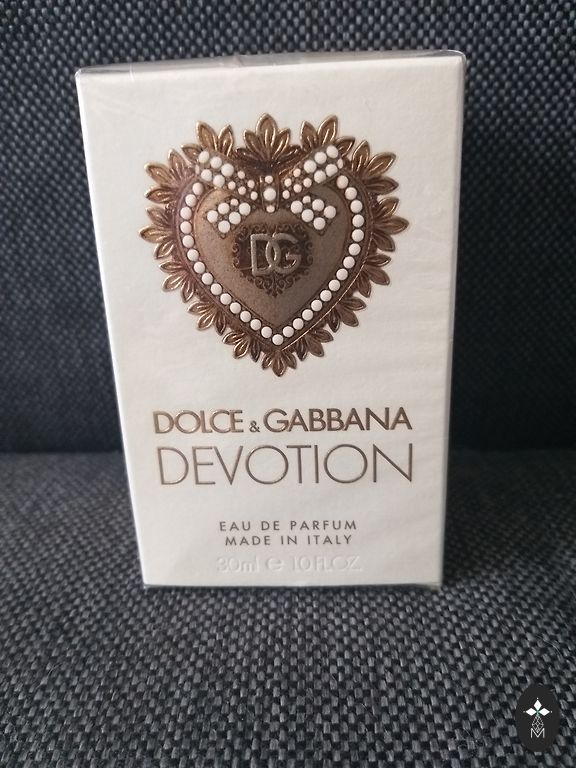 DG
DOLCE & GABBANA
DEVOTION
EAU DE PARFUM
MADE IN ITALY
30ml ℮ 1.0 FL.OZ.
M